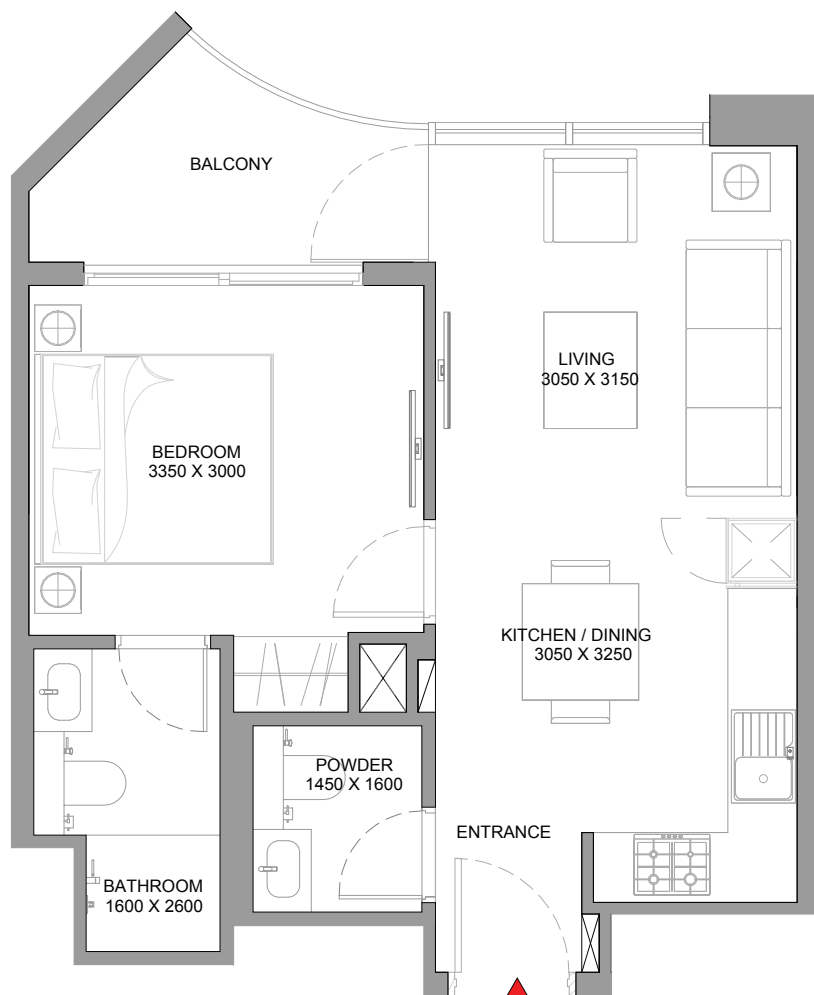 BALCONY
LIVING
3050 X 3150
BEDROOM
3350 X 3000
KITCHEN / DINING
3050 X 3250
POWDER
1450 X 1600
ENTRANCE
BATHROOM
1600 X 2600